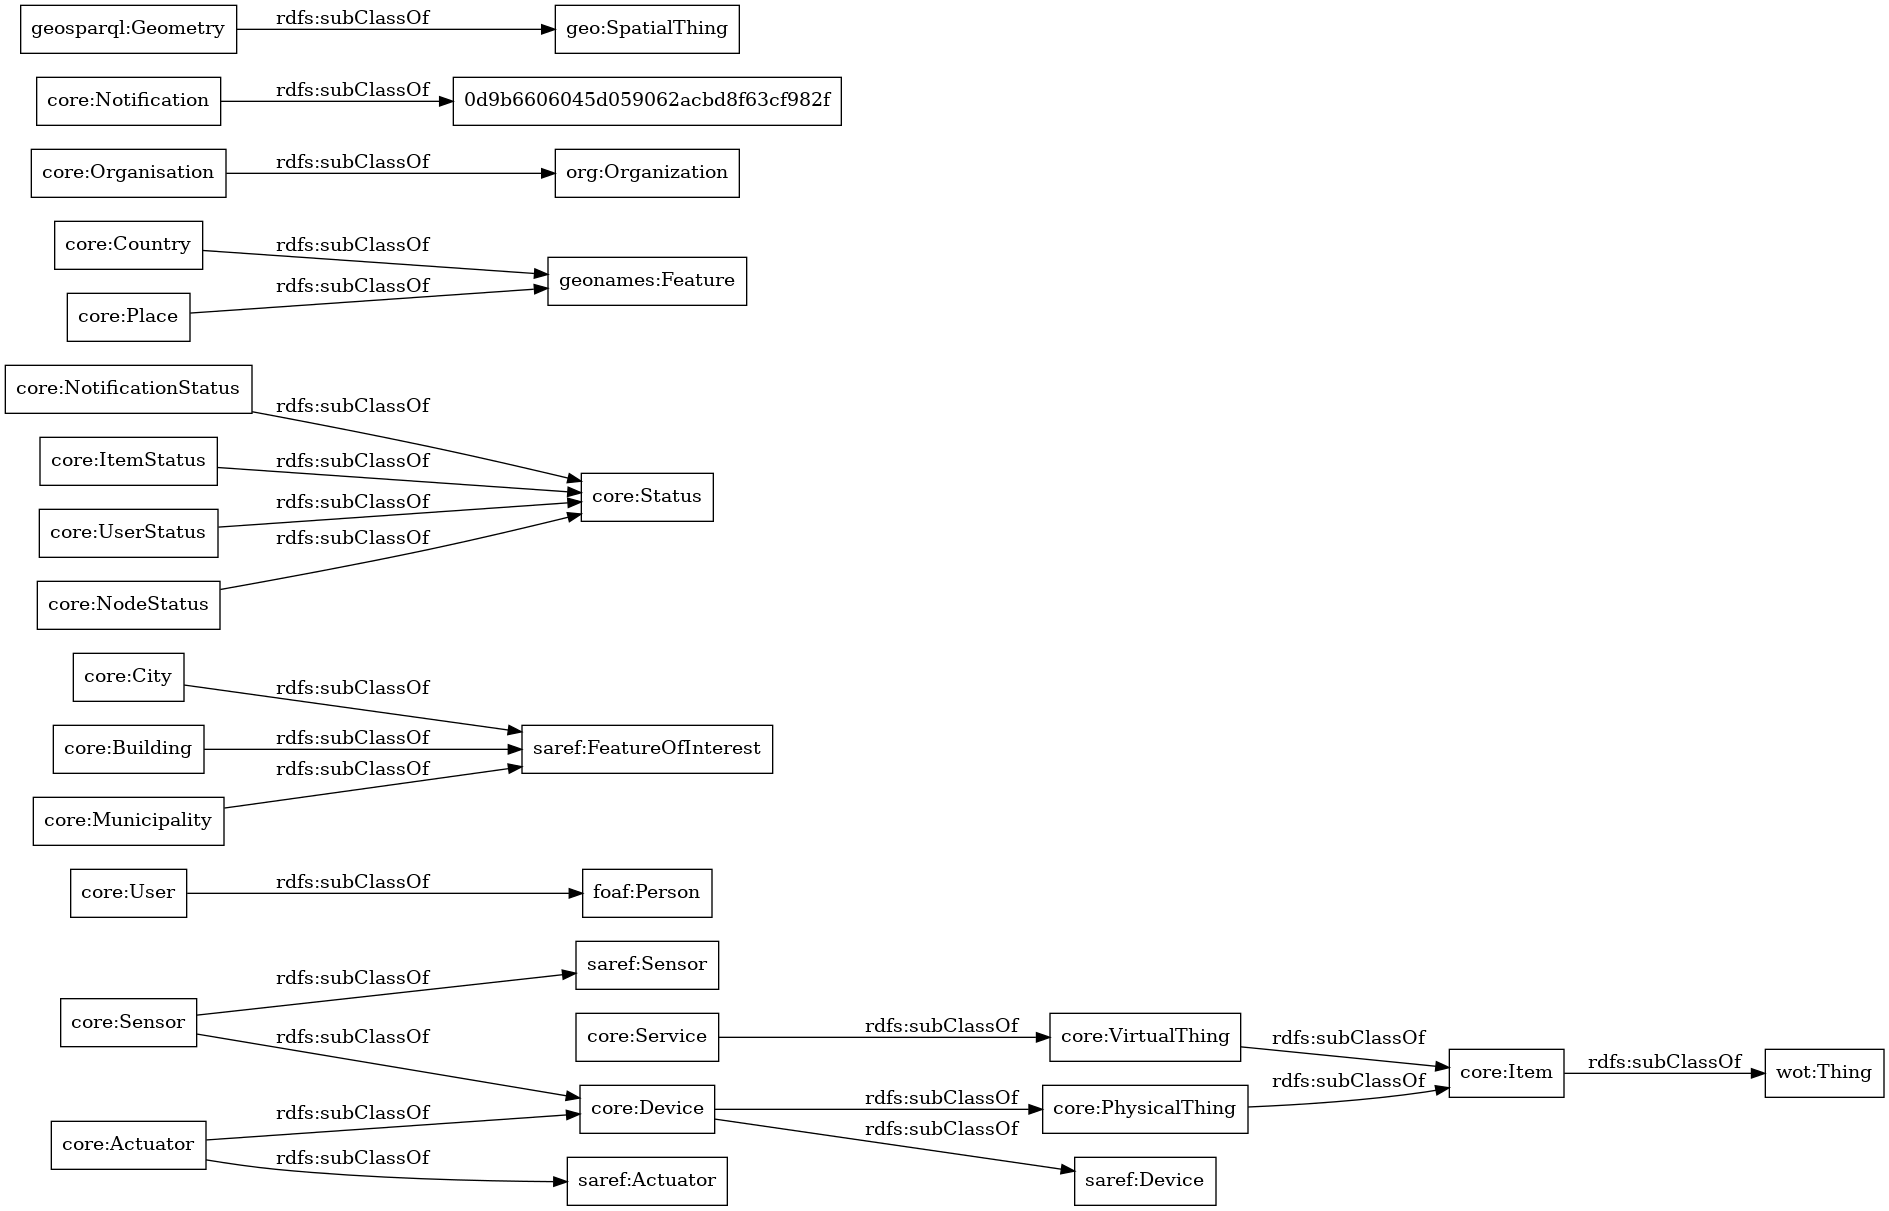 geosparql:Geometry
rdfs:subClassOf
geo:SpatialThing
core:Notification
rdfs:subClassOf
0d9b6606045d059062acbd8f63cf982f
core:Organisation
rdfs:subClassOf
org:Organization
core:Country
rdfs:subClassOf
core:Place
rdfs:subClassOf
geonames:Feature
core:NotificationStatus
rdfs:subClassOf
core:ItemStatus
rdfs:subClassOf
core:UserStatus
rdfs:subClassOf
core:NodeStatus
rdfs:subClassOf
core:Status
core:City
rdfs:subClassOf
core:Building
rdfs:subClassOf
core:Municipality
rdfs:subClassOf
saref:FeatureOfInterest
core:User
rdfs:subClassOf
foaf:Person
core:Sensor
rdfs:subClassOf
saref:Sensor
rdfs:subClassOf
core:Service
rdfs:subClassOf
core:VirtualThing
rdfs:subClassOf
core:Actuator
rdfs:subClassOf
core:Device
rdfs:subClassOf
core:PhysicalThing
rdfs:subClassOf
core:Item
rdfs:subClassOf
wot:Thing
rdfs:subClassOf
saref:Actuator
rdfs:subClassOf
saref:Device